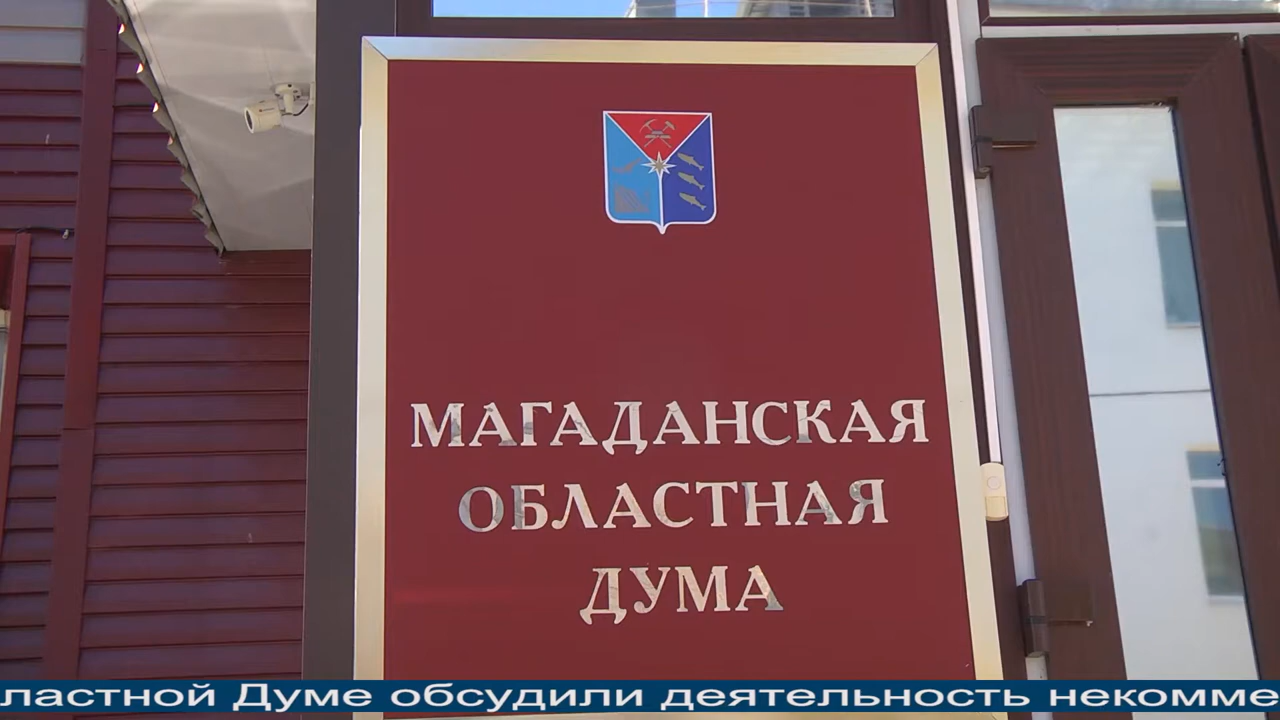 МАГАДАНСКАЯ
ОБЛАСТНАЯ
ДУМА
ластной Думе обсудили деятельность некомме